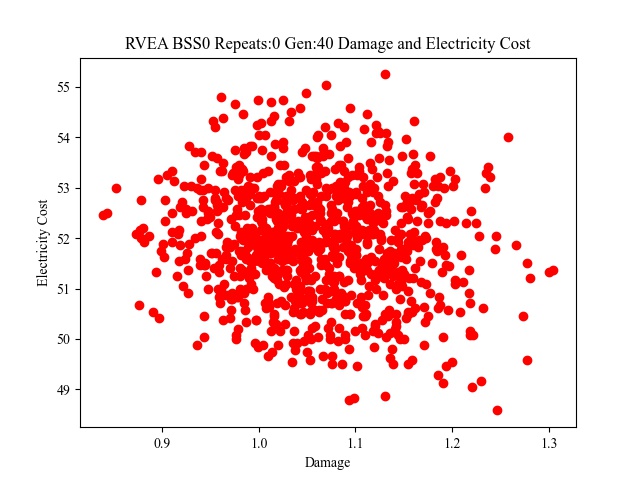 RVEA BSS0 Repeats:0 Gen:40 Damage and Electricity Cost
55
54
53
52
51
50
49
Electricity Cost
0.9 1.0 1.1 1.2 1.3
Damage